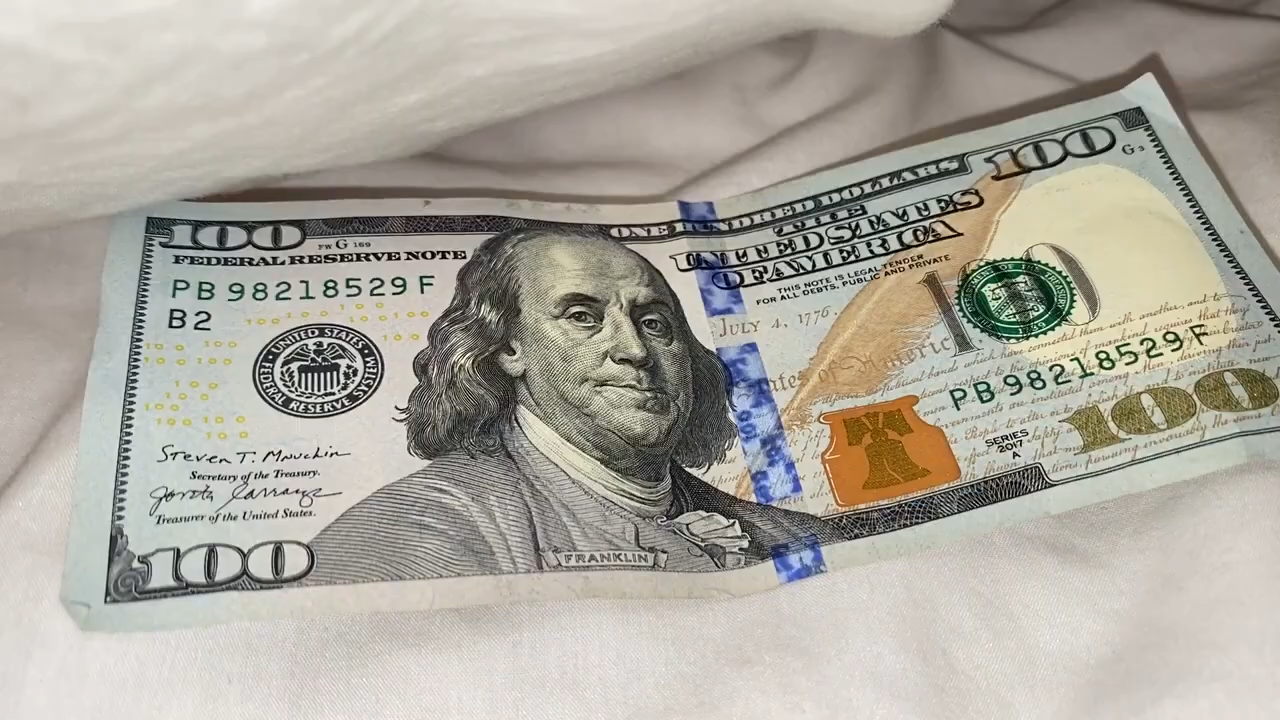 100
FW G 169
ONE HUNDRED DOLLARS
100
G3
FEDERAL RESERVE NOTE
THE
UNITED STATES
OF AMERICA
PB 98218529 F
B2
THIS NOTE IS LEGAL TENDER
FOR ALL DEBTS, PUBLIC AND PRIVATE
UNITED STATES
FEDERAL RESERVE SYSTEM
JULY 4, 1776.
100
PB 98218529 F
Steven T. Mnuchin
Secretary of the Treasury.
Treasurer of the United States.
SERIES
2017
A
100
100
FRANKLIN